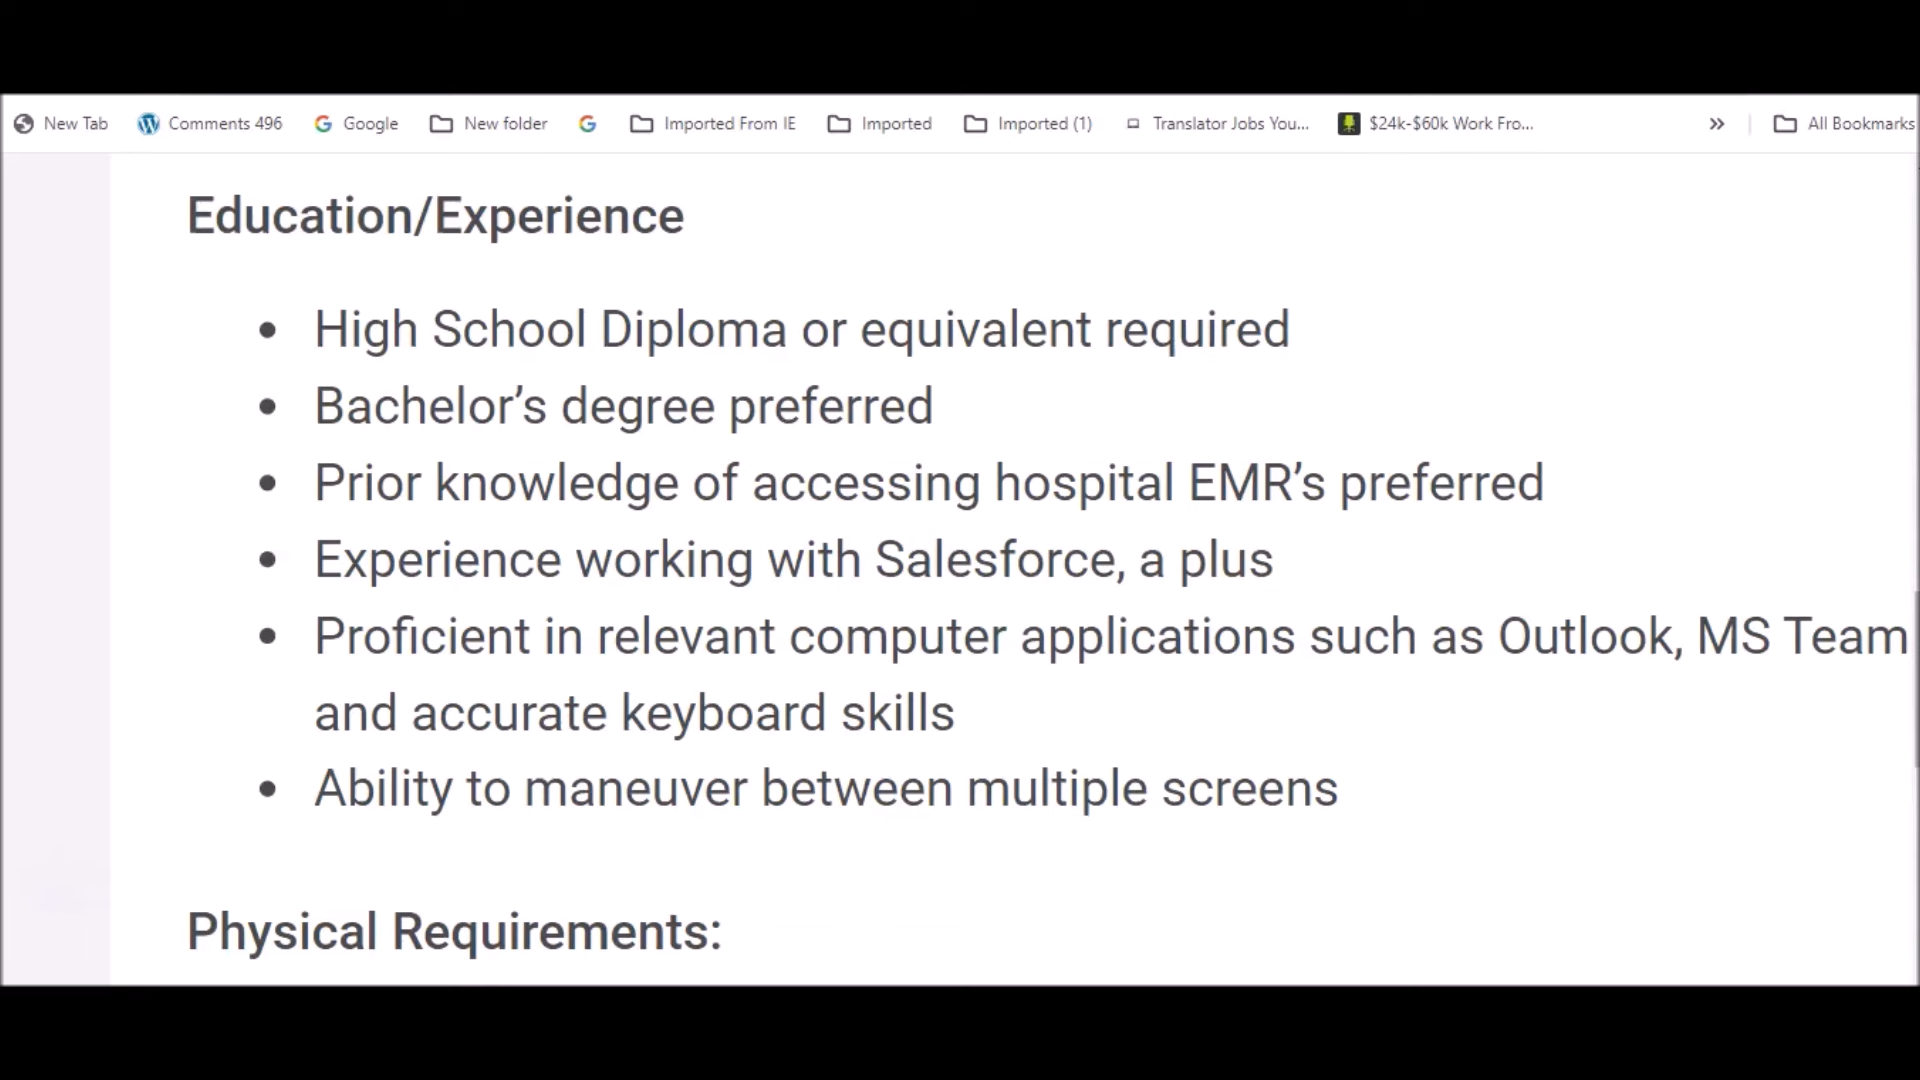 New Tab Comments 496 Google New folder Imported From IE Imported Imported (1) Translator Jobs You... $24k-$60k Work Fro... » All Bookmarks
Education/Experience
• High School Diploma or equivalent required
• Bachelor’s degree preferred
• Prior knowledge of accessing hospital EMR’s preferred
• Experience working with Salesforce, a plus
• Proficient in relevant computer applications such as Outlook, MS Team
and accurate keyboard skills
• Ability to maneuver between multiple screens
Physical Requirements: